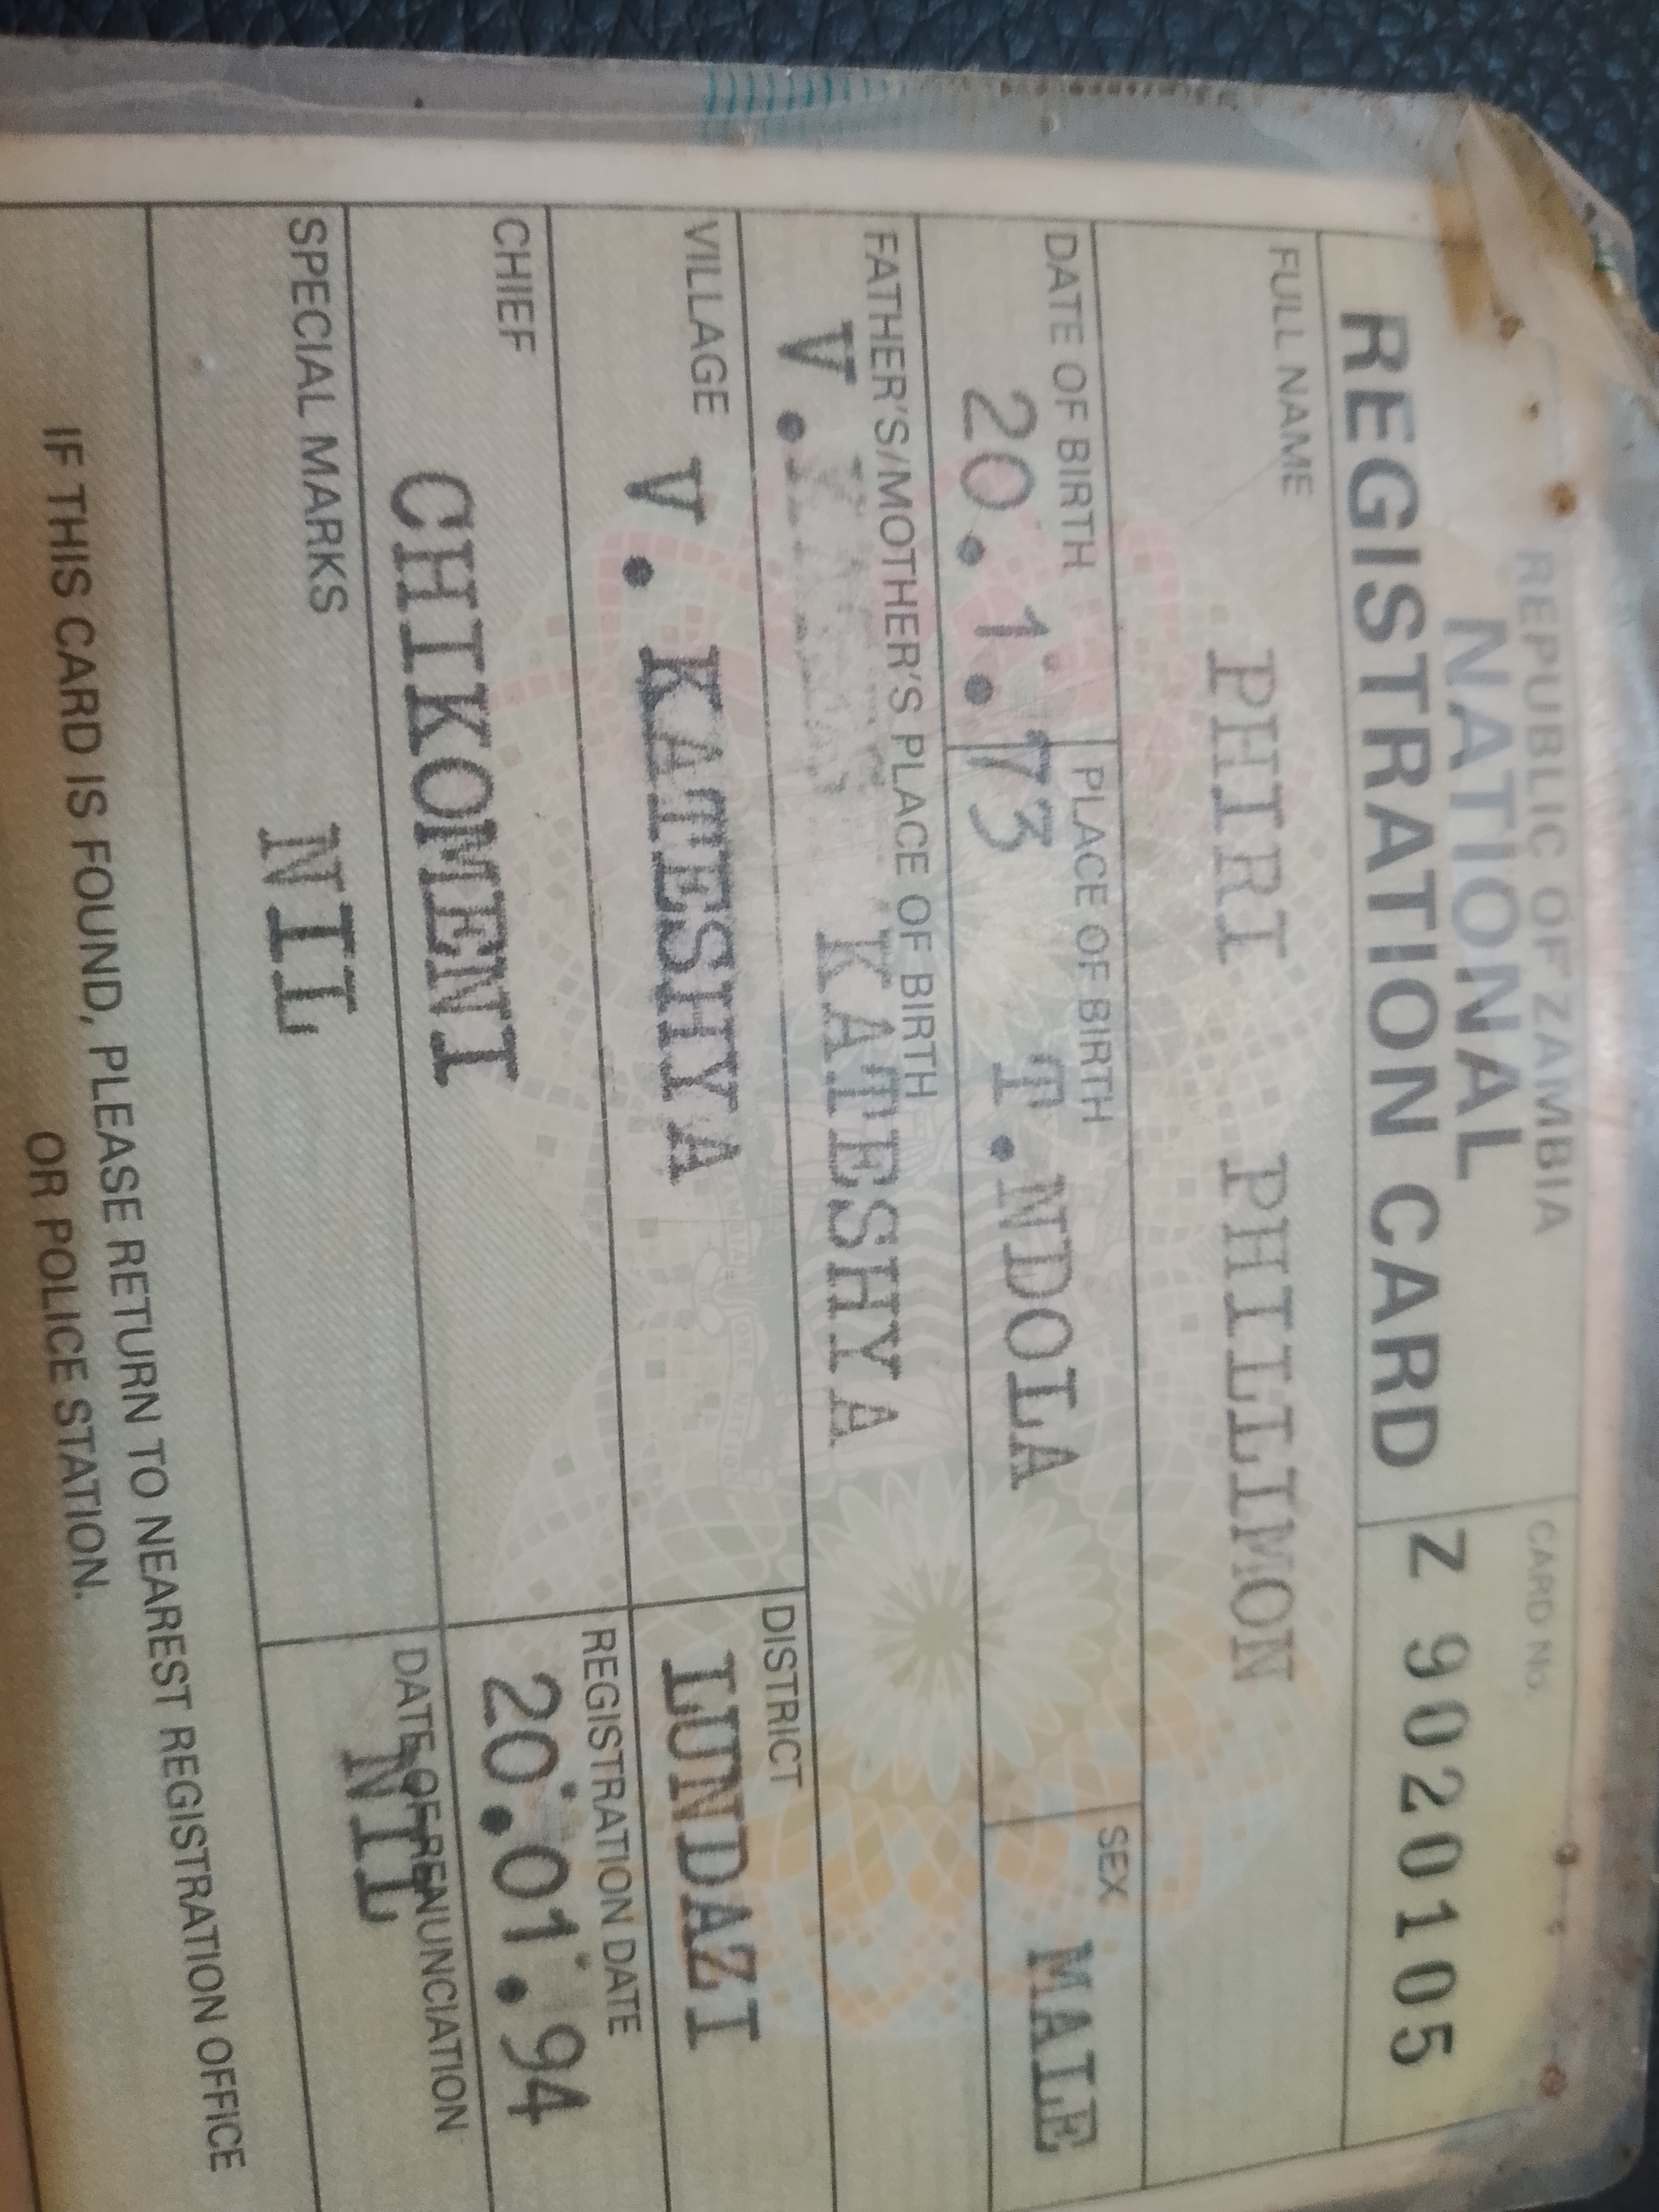 REPUBLIC OF ZAMBIA
CARD No.
NATIONAL
REGISTRATION CARD
Z 9020105
FULL NAME
PHIRI PHILLIMON
DATE OF BIRTH
20.1.73
PLACE OF BIRTH
T.NDOLA
SEX
MALE
FATHER'S/MOTHER'S PLACE OF BIRTH
V. KATESHYA
VILLAGE
V. KATESHYA
DISTRICT
LUNDAZI
CHIEF
CHIKOMENI
REGISTRATION DATE
20.01.94
SPECIAL MARKS
NIL
DATE OF RENUNCIATION
NIL
IF THIS CARD IS FOUND, PLEASE RETURN TO NEAREST REGISTRATION OFFICE
OR POLICE STATION.